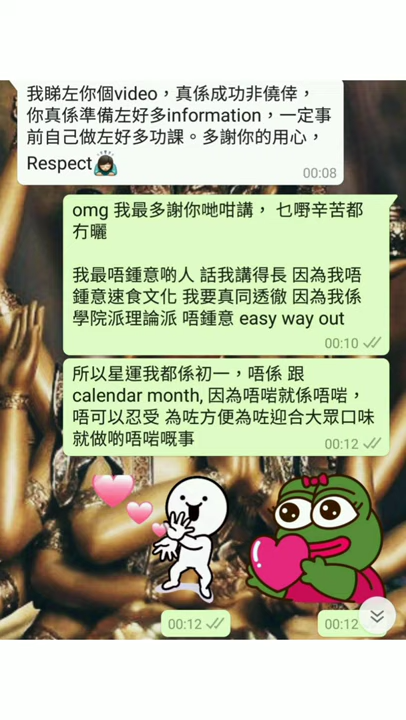 我睇左你個video，真係成功非僥倖，
你真係準備左好多information，一定事
前自己做左好多功課。多謝你的用心，
Respect🙇🏻‍♀️
00:08
omg 我最多謝你哋咁講， 乜嘢辛苦都
冇曬
我最唔鍾意啲人 話我講得長 因為我唔
鍾意速食文化 我要真同透徹 因為我係
學院派理論派 唔鍾意 easy way out
00:10
所以星運我都係初一，唔係 跟
calendar month, 因為唔啱就係唔啱，
唔可以忍受 為咗方便為咗迎合大眾口味
就做啲唔啱嘅事
00:12
00:12
00:12